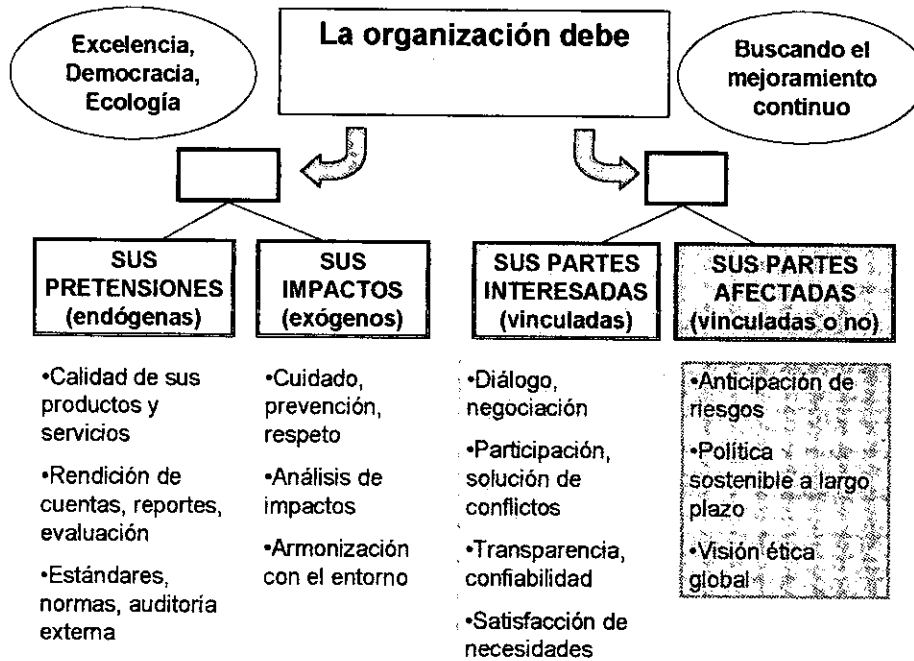 Excelencia,
Democracia,
Ecología
La organización debe
Buscando el
mejoramiento
continuo
SUS
PRETENSIONES
(endógenas)
SUS
IMPACTOS
(exógenos)
SUS PARTES
INTERESADAS
(vinculadas)
SUS PARTES
AFECTADAS
(vinculadas o no)
•Calidad de sus
productos y
servicios
•Rendición de
cuentas, reportes,
evaluación
•Estándares,
normas, auditoría
externa
•Cuidado,
prevención,
respeto
•Análisis de
impactos
•Armonización
con el entorno
•Diálogo,
negociación
•Participación,
solución de
conflictos
•Transparencia,
confiabilidad
•Satisfacción de
necesidades
•Anticipación de
riesgos
•Política
sostenible a largo
plazo
•Visión ética
global